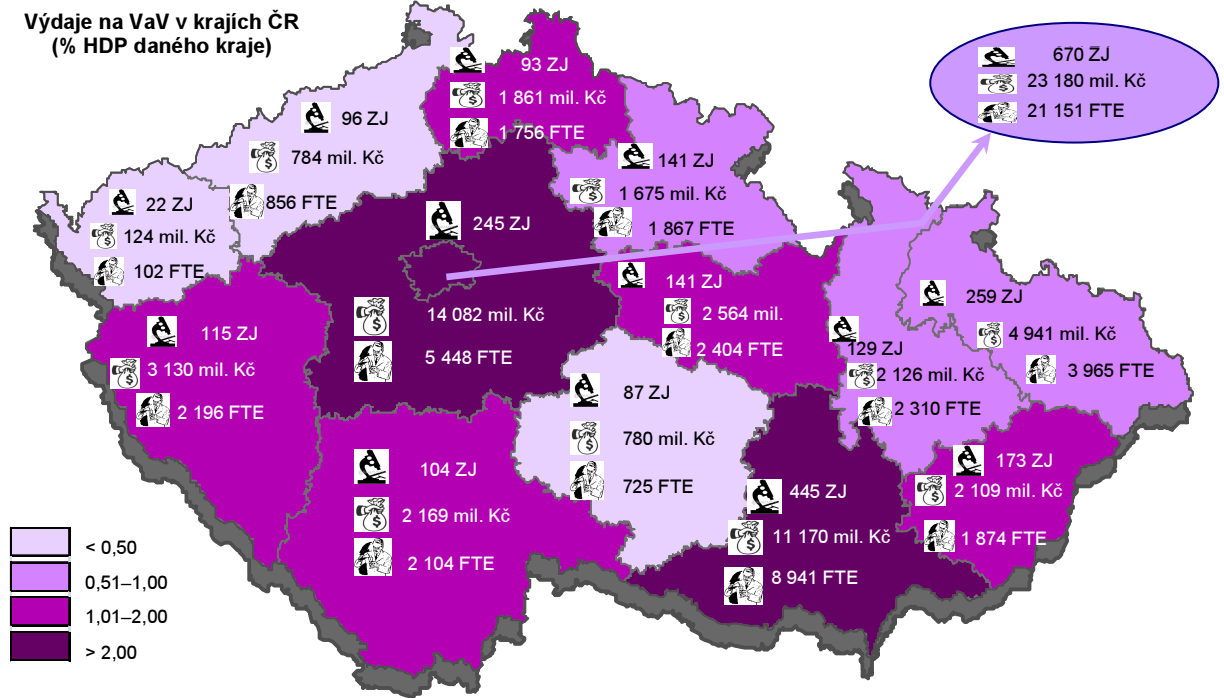 Výdaje na VaV v krajích ČR
(% HDP daného kraje)
670 ZJ
23 180 mil. Kč
21 151 FTE
93 ZJ
1 861 mil. Kč
1 756 FTE
96 ZJ
784 mil. Kč
856 FTE
141 ZJ
1 675 mil. Kč
1 867 FTE
22 ZJ
124 mil. Kč
102 FTE
245 ZJ
14 082 mil. Kč
5 448 FTE
141 ZJ
2 564 mil.
2 404 FTE
259 ZJ
4 941 mil. Kč
3 965 FTE
115 ZJ
3 130 mil. Kč
2 196 FTE
129 ZJ
2 126 mil. Kč
2 310 FTE
87 ZJ
780 mil. Kč
725 FTE
104 ZJ
2 169 mil. Kč
2 104 FTE
445 ZJ
11 170 mil. Kč
8 941 FTE
173 ZJ
2 109 mil. Kč
1 874 FTE
< 0,50
0,51–1,00
1,01–2,00
> 2,00